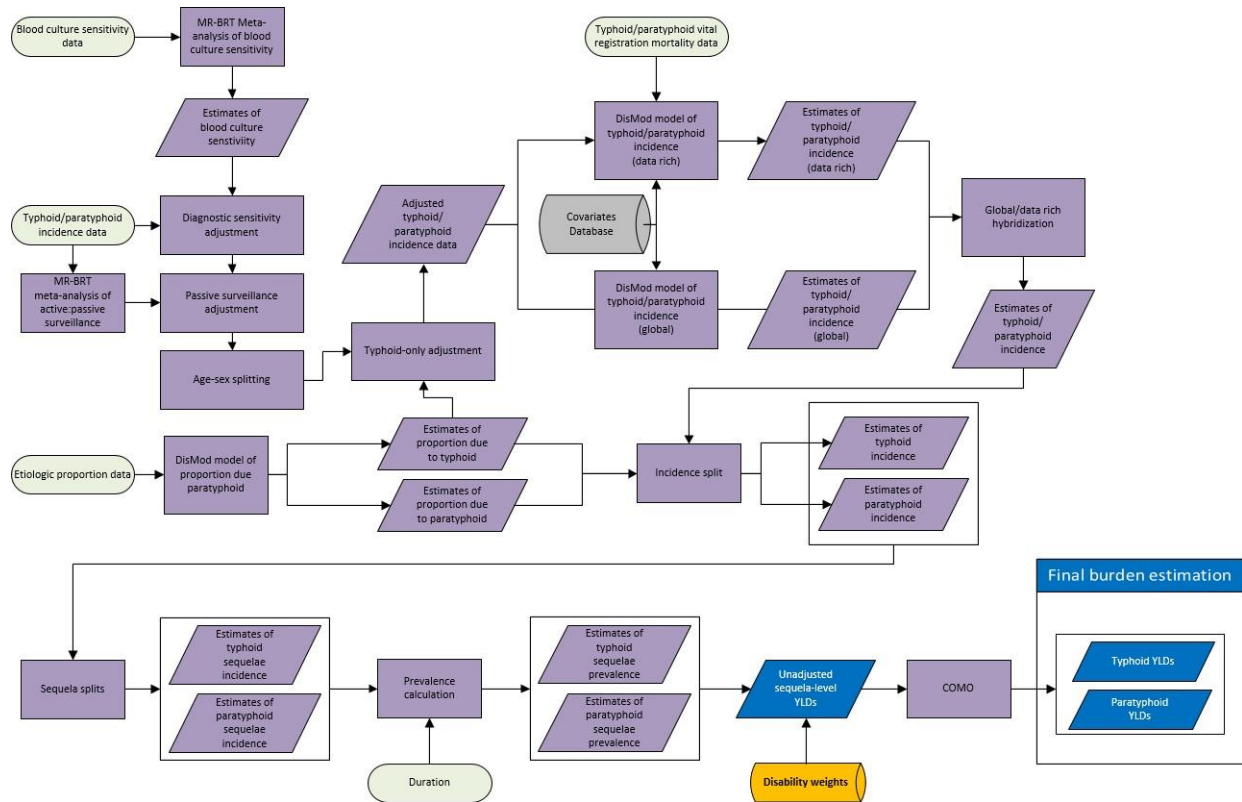 Blood culture sensitivity
data
MR-BRT Meta-
analysis of blood
culture sensitivity
Typhoid/paratyphoid vital
registration mortality data
Estimates of
blood culture
senstiviity
DisMod model of
typhoid/paratyphoid
incidence
(data rich)
Estimates of
typhoid/
paratyphoid
incidence
(data rich)
Typhoid/paratyphoid
incidence data
Diagnostic sensitivity
adjustment
Adjusted
typhoid/
paratyphoid
incidence data
Covariates
Database
Global/data rich
hybridization
MR-BRT
meta-analysis of
active:passive
surveillance
Passive surveillance
adjustment
DisMod model of
typhoid/paratyphoid
incidence
(global)
Estimates of
typhoid/
paratyphoid
incidence
(global)
Estimates of
typhoid/
paratyphoid
incidence
Age-sex splitting
Typhoid-only adjustment
Etiologic proportion data
DisMod model of
proportion due
paratyphoid
Estimates of
proportion due
to typhoid
Estimates of
proportion due
to paratyphoid
Incidence split
Estimates of
typhoid
incidence
Estimates of
paratyphoid
incidence
Final burden estimation
Sequela splits
Estimates of
typhoid
sequelae
incidence
Estimates of
paratyphoid
sequelae
incidence
Prevalence
calculation
Estimates of
typhoid
sequelae
prevalence
Estimates of
paratyphoid
sequelae
prevalence
Unadjusted
sequela-level
YLDs
COMO
Typhoid YLDs
Paratyphoid
YLDs
Duration
Disability weights